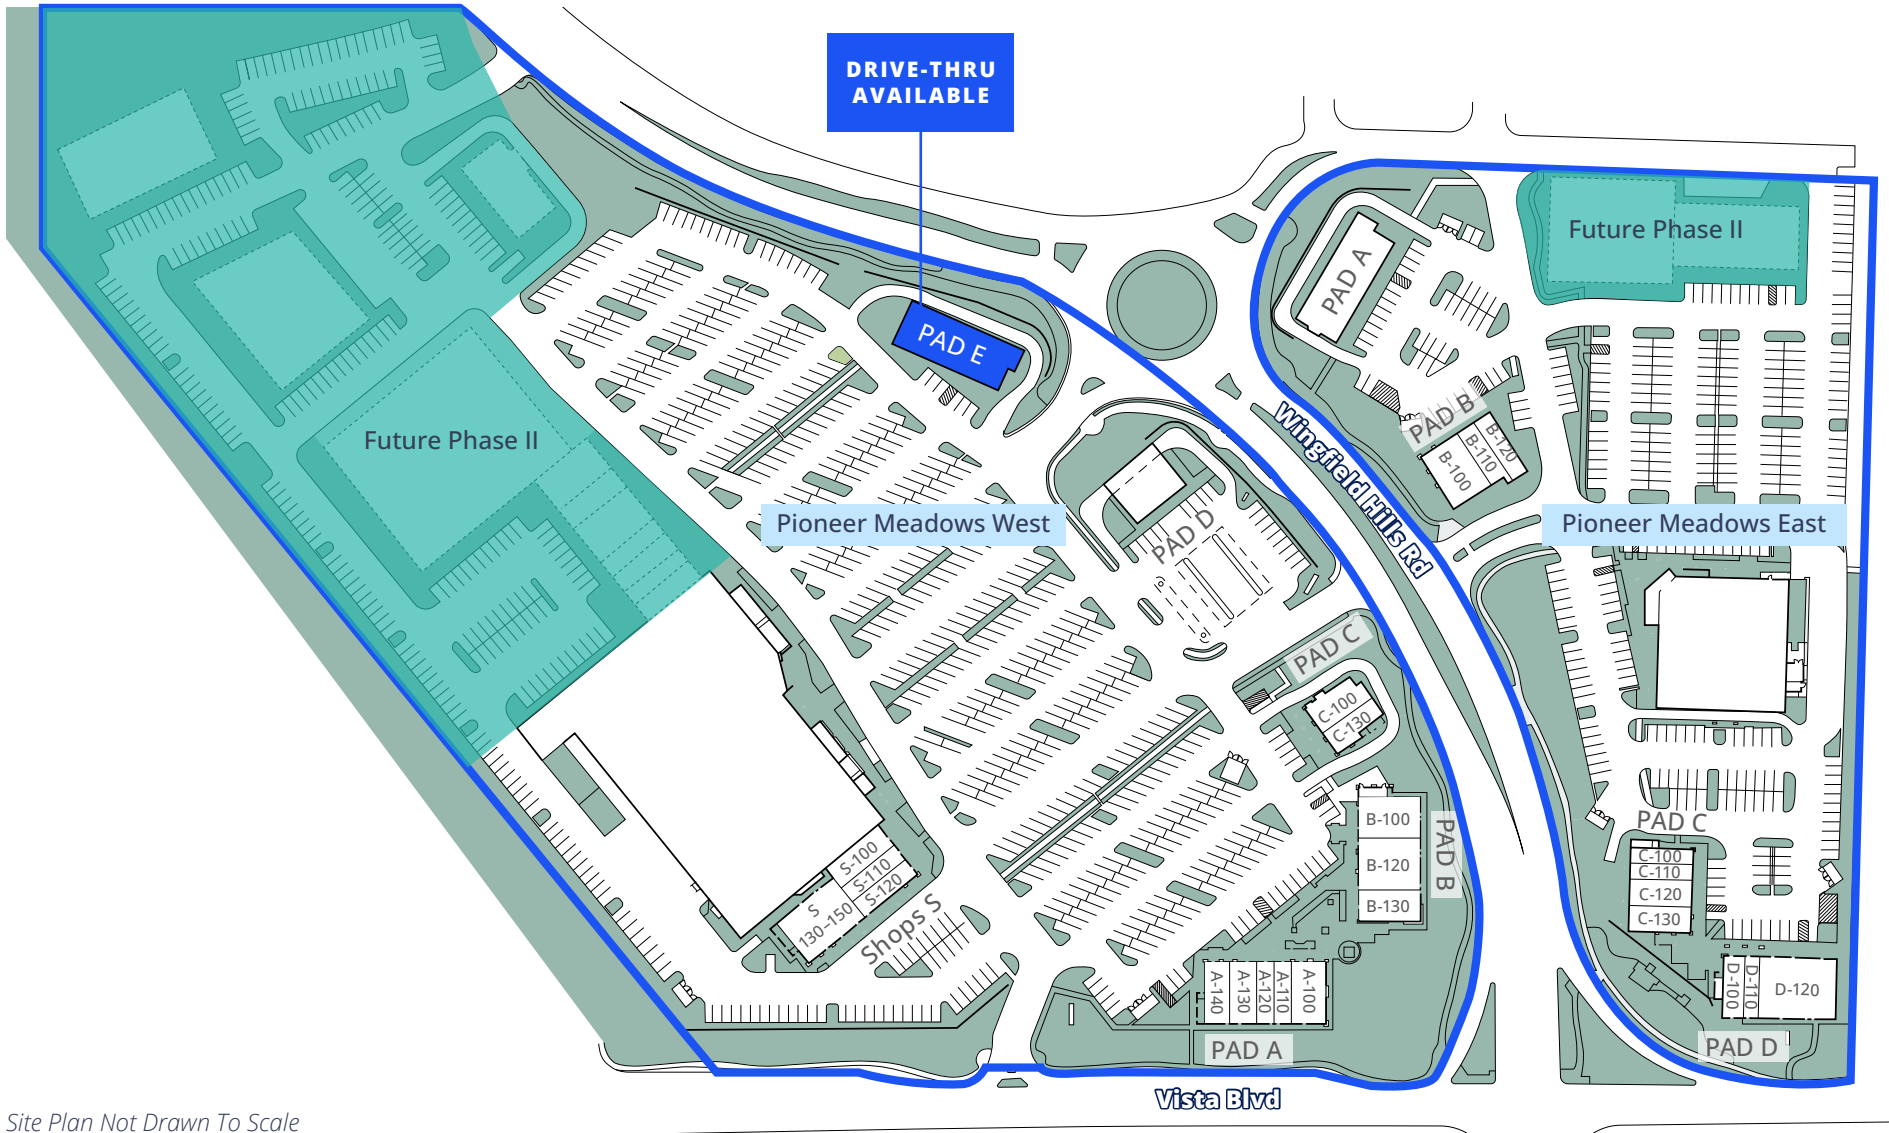 DRIVE-THRU
AVAILABLE
PAD E
Future Phase II
Pioneer Meadows West
PAD D
PAD C
C-100
C-130
PAD B
B-100
B-120
B-130
S-100
S-110
S-120
S
130-150
Shops S
A-140
A-130
A-120
A-110
A-100
PAD A
Vista Blvd
Wingfield Hills Rd
PAD A
Future Phase II
PAD B
B-100
B-110
B-120
Pioneer Meadows East
PAD C
C-100
C-110
C-120
C-130
D-100
D-110
D-120
PAD D
Site Plan Not Drawn To Scale